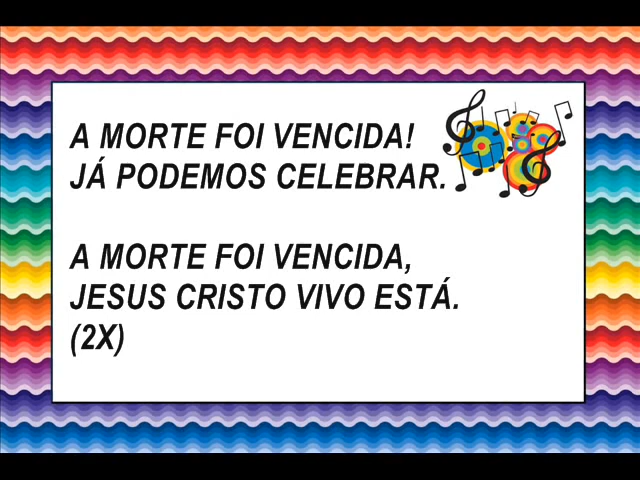 A MORTE FOI VENCIDA!
JÁ PODEMOS CELEBRAR.
A MORTE FOI VENCIDA,
JESUS CRISTO VIVO ESTÁ.
(2X)